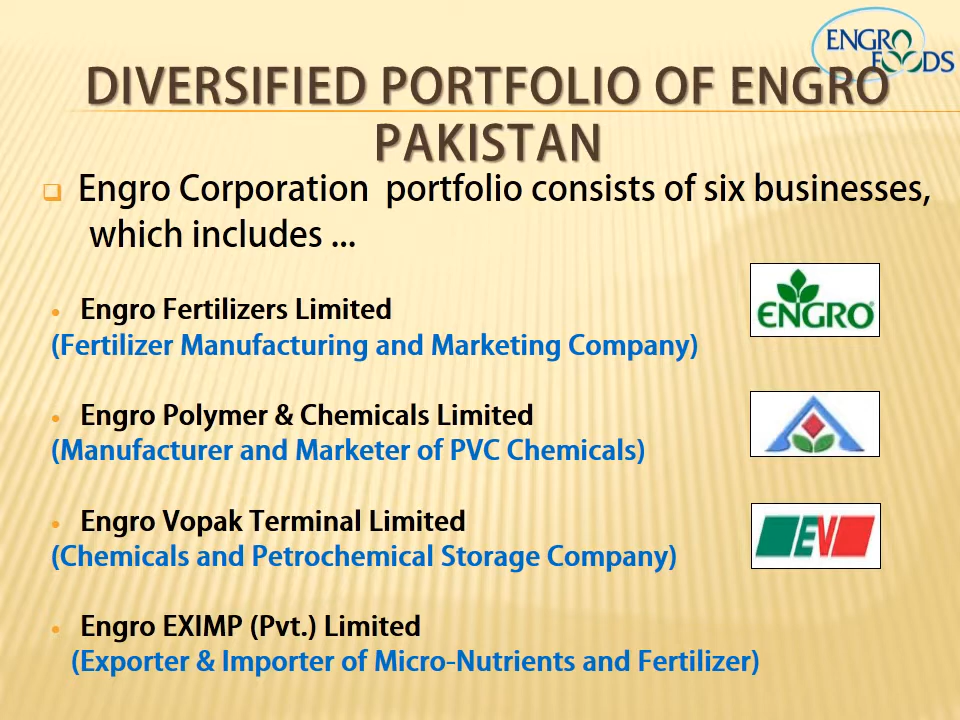 ENGRO
FOODS
DIVERSIFIED PORTFOLIO OF ENGRO
PAKISTAN
Engro Corporation portfolio consists of six businesses,
which includes ...
Engro Fertilizers Limited
ENGRO
(Fertilizer Manufacturing and Marketing Company)
Engro Polymer & Chemicals Limited
(Manufacturer and Marketer of PVC Chemicals)
Engro Vopak Terminal Limited
EV
(Chemicals and Petrochemical Storage Company)
Engro EXIMP (Pvt.) Limited
(Exporter & Importer of Micro-Nutrients and Fertilizer)